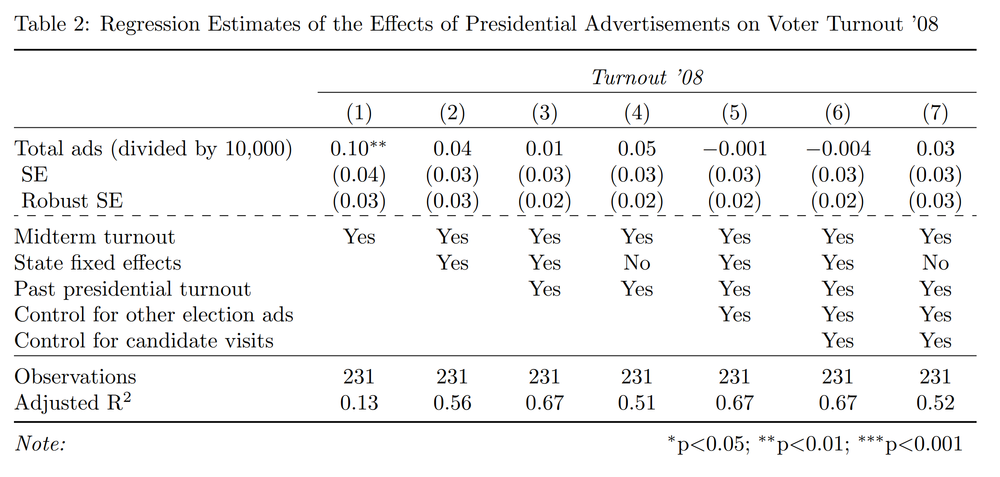 Table 2: Regression Estimates of the Effects of Presidential Advertisements on Voter Turnout ’08
Turnout ’08
(1) (2) (3) (4) (5) (6) (7)
Total ads (divided by 10,000) 0.10** 0.04 0.01 0.05 −0.001 −0.004 0.03
SE (0.04) (0.03) (0.03) (0.03) (0.03) (0.03) (0.03)
Robust SE (0.03) (0.03) (0.02) (0.02) (0.02) (0.02) (0.03)
Midterm turnout Yes Yes Yes Yes Yes Yes Yes
State fixed effects Yes Yes No Yes Yes No
Past presidential turnout Yes Yes Yes Yes Yes
Control for other election ads Yes Yes Yes
Control for candidate visits Yes Yes
Observations 231 231 231 231 231 231 231
Adjusted R² 0.13 0.56 0.67 0.51 0.67 0.67 0.52
Note: *p<0.05; **p<0.01; ***p<0.001